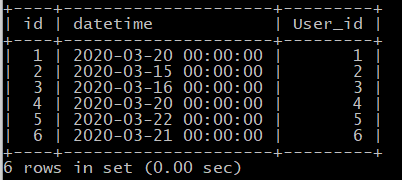 +----+---------------------+---------+
| id | datetime            | User_id |
+----+---------------------+---------+
|  1 | 2020-03-20 00:00:00 |       1 |
|  2 | 2020-03-15 00:00:00 |       2 |
|  3 | 2020-03-16 00:00:00 |       3 |
|  4 | 2020-03-20 00:00:00 |       4 |
|  5 | 2020-03-22 00:00:00 |       5 |
|  6 | 2020-03-21 00:00:00 |       6 |
+----+---------------------+---------+
6 rows in set (0.00 sec)